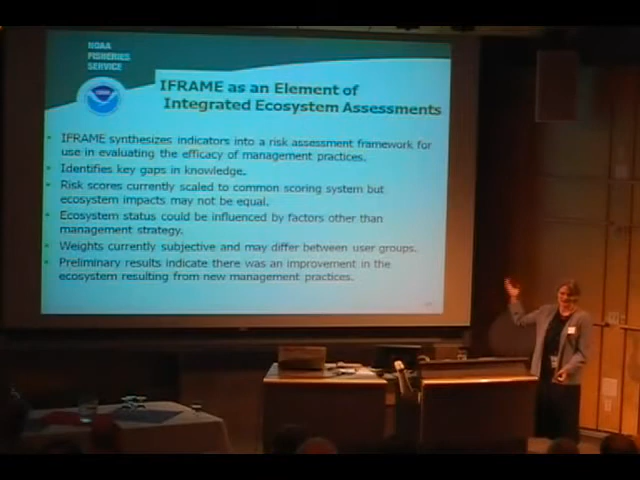 NOAA
FISHERIES
SERVICE
IFRAME as an Element of
Integrated Ecosystem Assessments
• IFRAME synthesizes indicators into a risk assessment framework for
use in evaluating the efficacy of management practices.
• Identifies key gaps in knowledge.
• Risk scores currently scaled to common scoring system but
ecosystem impacts may not be equal.
• Ecosystem status could be influenced by factors other than
management strategy.
• Weights currently subjective and may differ between user groups.
• Preliminary results indicate there was an improvement in the
ecosystem resulting from new management practices.